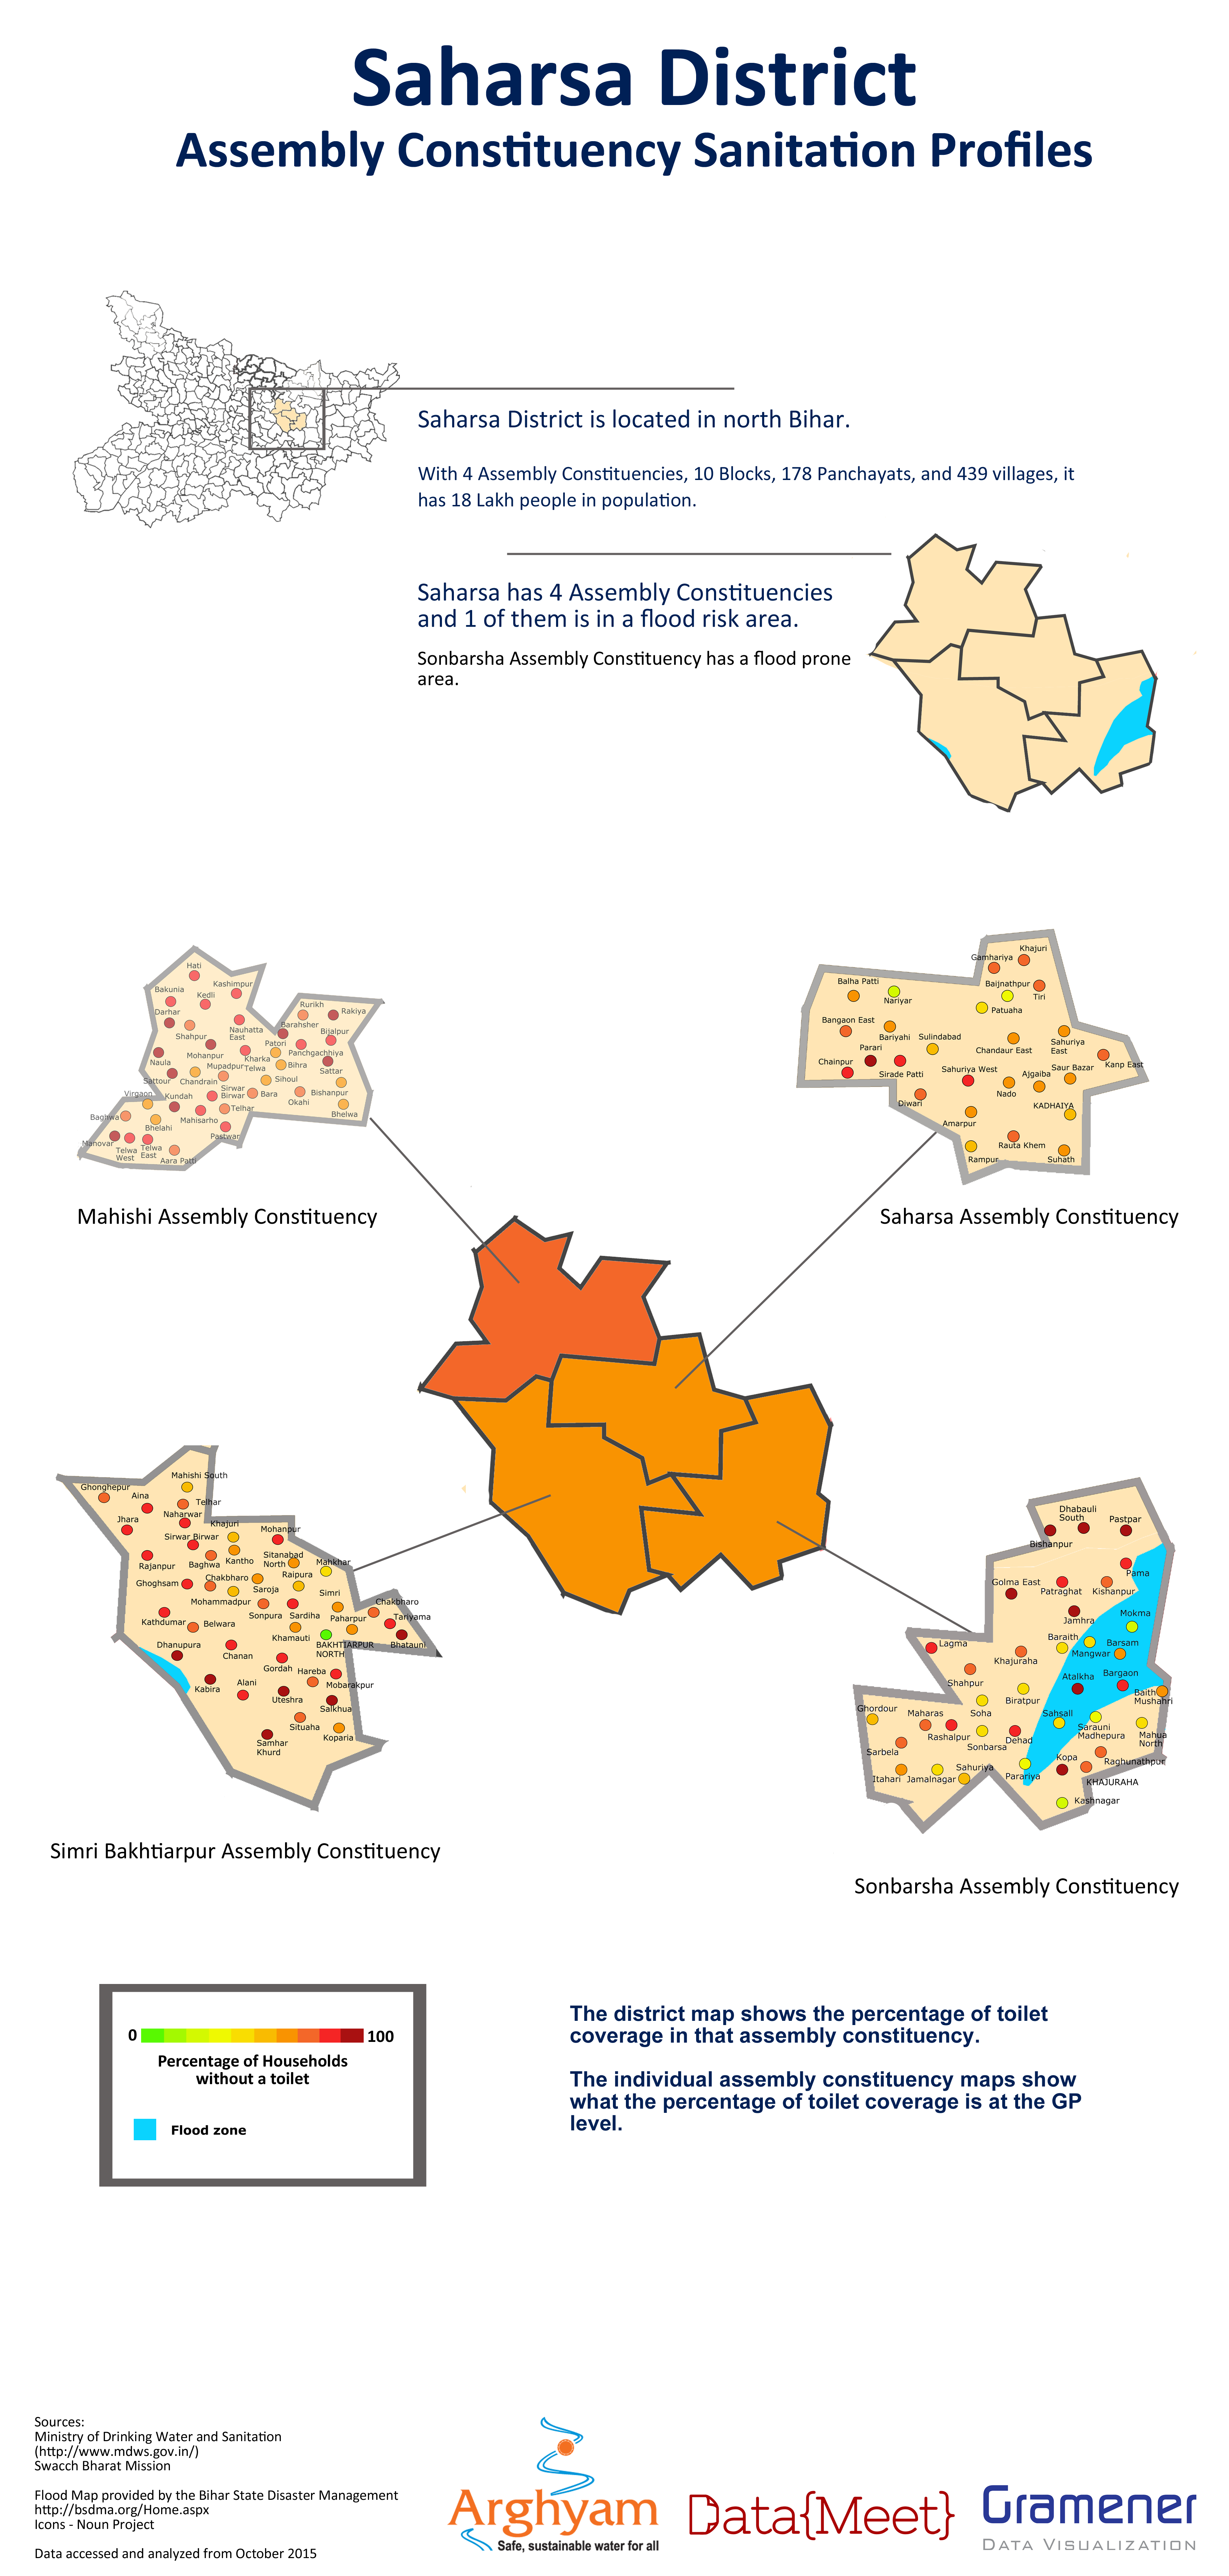 Saharsa District
Assembly Constituency Sanitation Profiles
Saharsa District is located in north Bihar.
With 4 Assembly Constituencies, 10 Blocks, 178 Panchayats, and 439 villages, it
has 18 Lakh people in population.
Saharsa has 4 Assembly Constituencies
and 1 of them is in a flood risk area.
Sonbarsha Assembly Constituency has a flood prone
area.
Hati
Kashimpur
Bakunia
Kedli
Darhar
Rurikh
Rakiya
Shahpur
Nauhatta
East
Barahsher
Bijalpur
Patori
Mohanpur
Kharka
Telwa
Panchgachhiya
Naula
Mupadpur
Bihra
Sattar
Sattour
Chandrain
Sihoul
Virgaon
Kundah
Sirwar
Birwar
Bara
Bishanpur
Okahi
Baghwa
Telhar
Bhelwa
Bhelahi
Mahisarho
Manovar
Pastwar
Telwa
West
Telwa
East
Aara Patti
Mahishi Assembly Constituency
Khajuri
Gamhariya
Balha Patti
Baijnathpur
Nariyar
Tiri
Patuaha
Bangaon East
Bariyahi
Sulindabad
Chandaur East
Sahuriya
East
Parari
Chainpur
Sirade Patti
Sahuriya West
Ajgaiba
Saur Bazar
Kanp East
Nado
Diwari
KADHAIYA
Amarpur
Rauta Khem
Rampur
Suhath
Saharsa Assembly Constituency
Mahishi South
Ghonghepur
Aina
Telhar
Naharwar
Jhara
Khajuri
Mohanpur
Sirwar Birwar
Sitanabad
North
Rajanpur
Baghwa
Kantho
Mahkhar
Ghoghsam
Chakbharo
Raipura
Saroja
Simri
Mohammadpur
Chakbharo
Kathdumar
Belwara
Sonpura
Sardiha
Paharpur
Tariyama
Khamauti
BAKHTIARPUR
NORTH
Bhatauni
Dhanupura
Chanan
Gordah
Hareba
Kabira
Alani
Mobarakpur
Uteshra
Salkhua
Situaha
Koparia
Samhar
Khurd
Simri Bakhtiarpur Assembly Constituency
Dhabauli
South
Pastpar
Bishanpur
Pama
Golma East
Patraghat
Kishanpur
Jamhra
Mokma
Lagma
Baraith
Mangwar
Barsam
Khajuraha
Shahpur
Atalkha
Bargaon
Biratpur
Baith
Mushahri
Ghordour
Maharas
Soha
Sahsall
Rashalpur
Sarauni
Madhepura
Mahua
North
Sonbarsa
Dehad
Sarbela
Kopa
Raghunathpur
Itahari
Jamalnagar
Sahuriya
Parariya
KHAJURAHA
Kashnagar
Sonbarsha Assembly Constituency
0
100
Percentage of Households
without a toilet
Flood zone
The district map shows the percentage of toilet
coverage in that assembly constituency.
The individual assembly constituency maps show
what the percentage of toilet coverage is at the GP
level.
Sources:
Ministry of Drinking Water and Sanitation
(http://www.mdws.gov.in/)
Swacch Bharat Mission
Flood Map provided by the Bihar State Disaster Management
http://bsdma.org/Home.aspx
Icons - Noun Project
Data accessed and analyzed from October 2015
Arghyam
Safe, sustainable water for all
Data{Meet}
Gramener
DATA VISUALIZATION